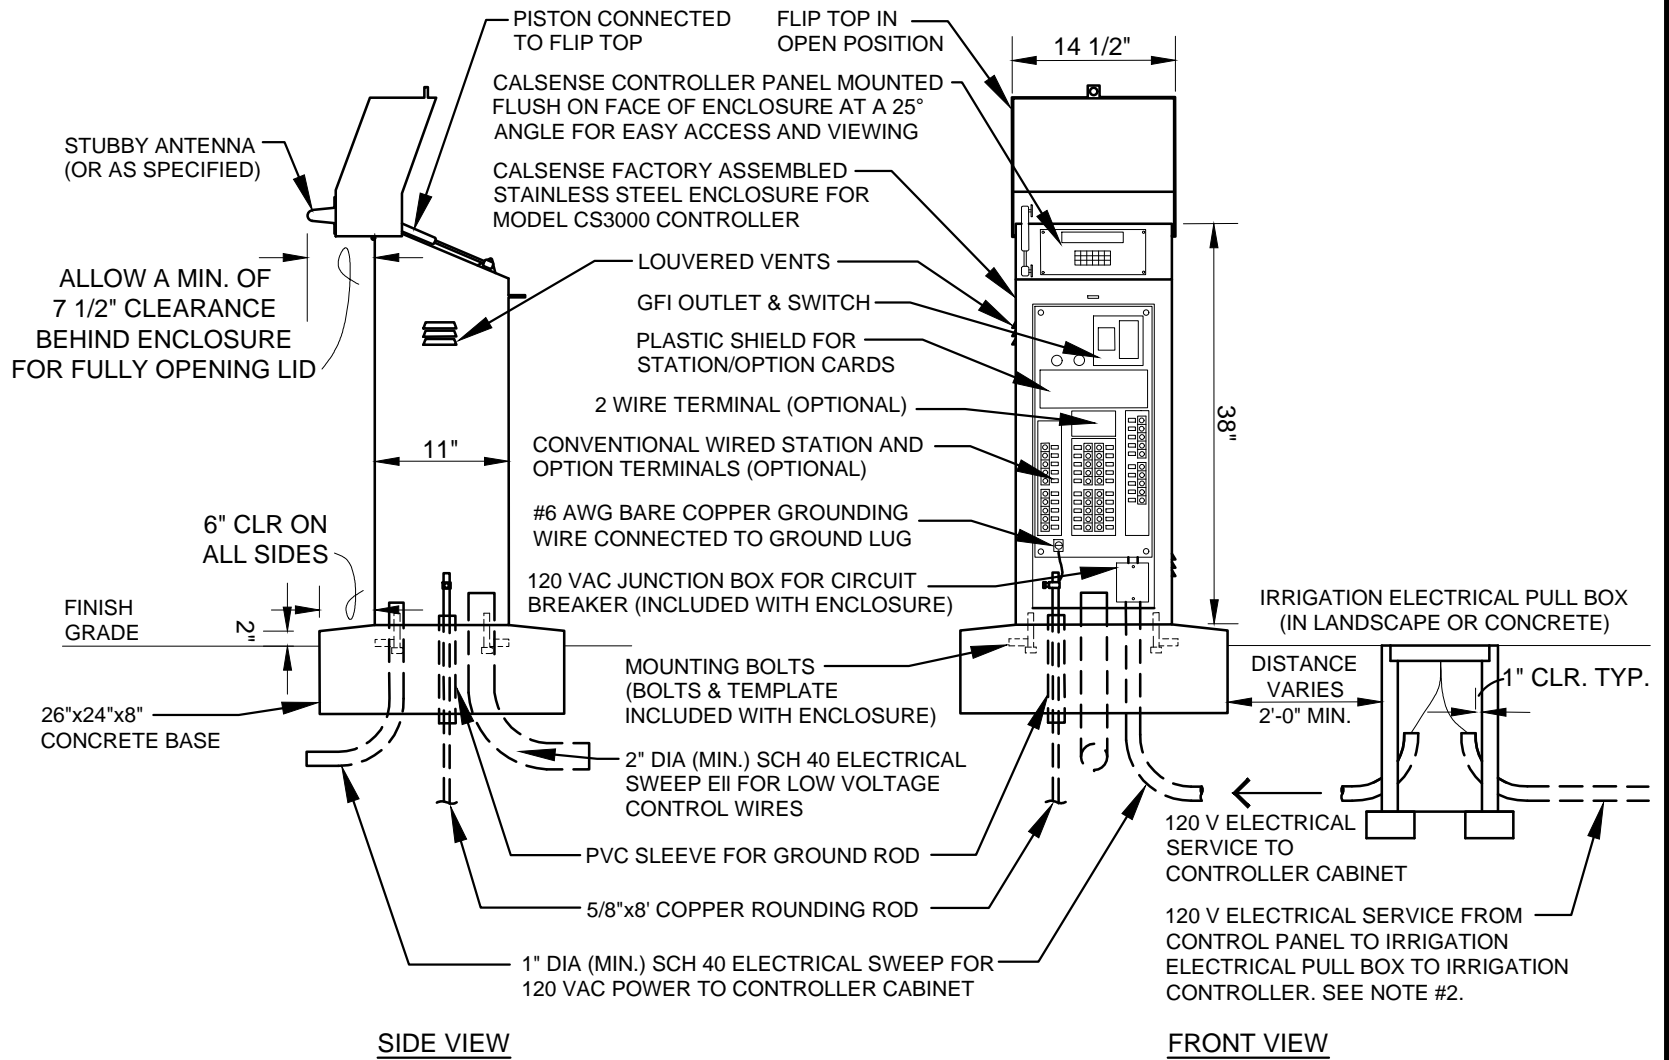 PISTON CONNECTED
TO FLIP TOP
FLIP TOP IN
OPEN POSITION
14 1/2"
CALSENSE CONTROLLER PANEL MOUNTED
FLUSH ON FACE OF ENCLOSURE AT A 25°
ANGLE FOR EASY ACCESS AND VIEWING
STUBBY ANTENNA
(OR AS SPECIFIED)
CALSENSE FACTORY ASSEMBLED
STAINLESS STEEL ENCLOSURE FOR
MODEL CS3000 CONTROLLER
ALLOW A MIN. OF
7 1/2" CLEARANCE
BEHIND ENCLOSURE
FOR FULLY OPENING LID
LOUVERED VENTS
GFI OUTLET & SWITCH
PLASTIC SHIELD FOR
STATION/OPTION CARDS
2 WIRE TERMINAL (OPTIONAL)
38"
11"
CONVENTIONAL WIRED STATION AND
OPTION TERMINALS (OPTIONAL)
6" CLR ON
ALL SIDES
#6 AWG BARE COPPER GROUNDING
WIRE CONNECTED TO GROUND LUG
120 VAC JUNCTION BOX FOR CIRCUIT
BREAKER (INCLUDED WITH ENCLOSURE)
FINISH
GRADE
2"
IRRIGATION ELECTRICAL PULL BOX
(IN LANDSCAPE OR CONCRETE)
MOUNTING BOLTS
(BOLTS & TEMPLATE
INCLUDED WITH ENCLOSURE)
DISTANCE
VARIES
2'-0" MIN.
1" CLR. TYP.
26"x24"x8"
CONCRETE BASE
2" DIA (MIN.) SCH 40 ELECTRICAL
SWEEP Ell FOR LOW VOLTAGE
CONTROL WIRES
120 V ELECTRICAL
SERVICE TO
CONTROLLER CABINET
PVC SLEEVE FOR GROUND ROD
5/8"x8' COPPER ROUNDING ROD
120 V ELECTRICAL SERVICE FROM
CONTROL PANEL TO IRRIGATION
ELECTRICAL PULL BOX TO IRRIGATION
CONTROLLER. SEE NOTE #2.
1" DIA (MIN.) SCH 40 ELECTRICAL SWEEP FOR
120 VAC POWER TO CONTROLLER CABINET
SIDE VIEW
FRONT VIEW